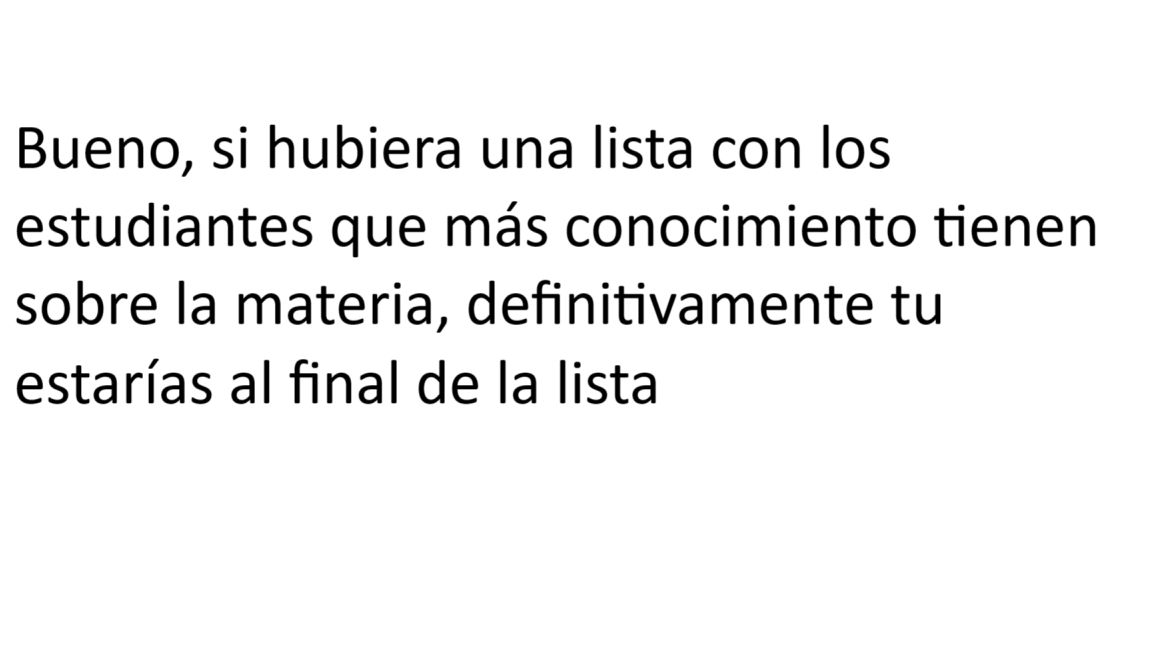 Bueno, si hubiera una lista con los
estudiantes que más conocimiento tienen
sobre la materia, definitivamente tu
estarías al final de la lista